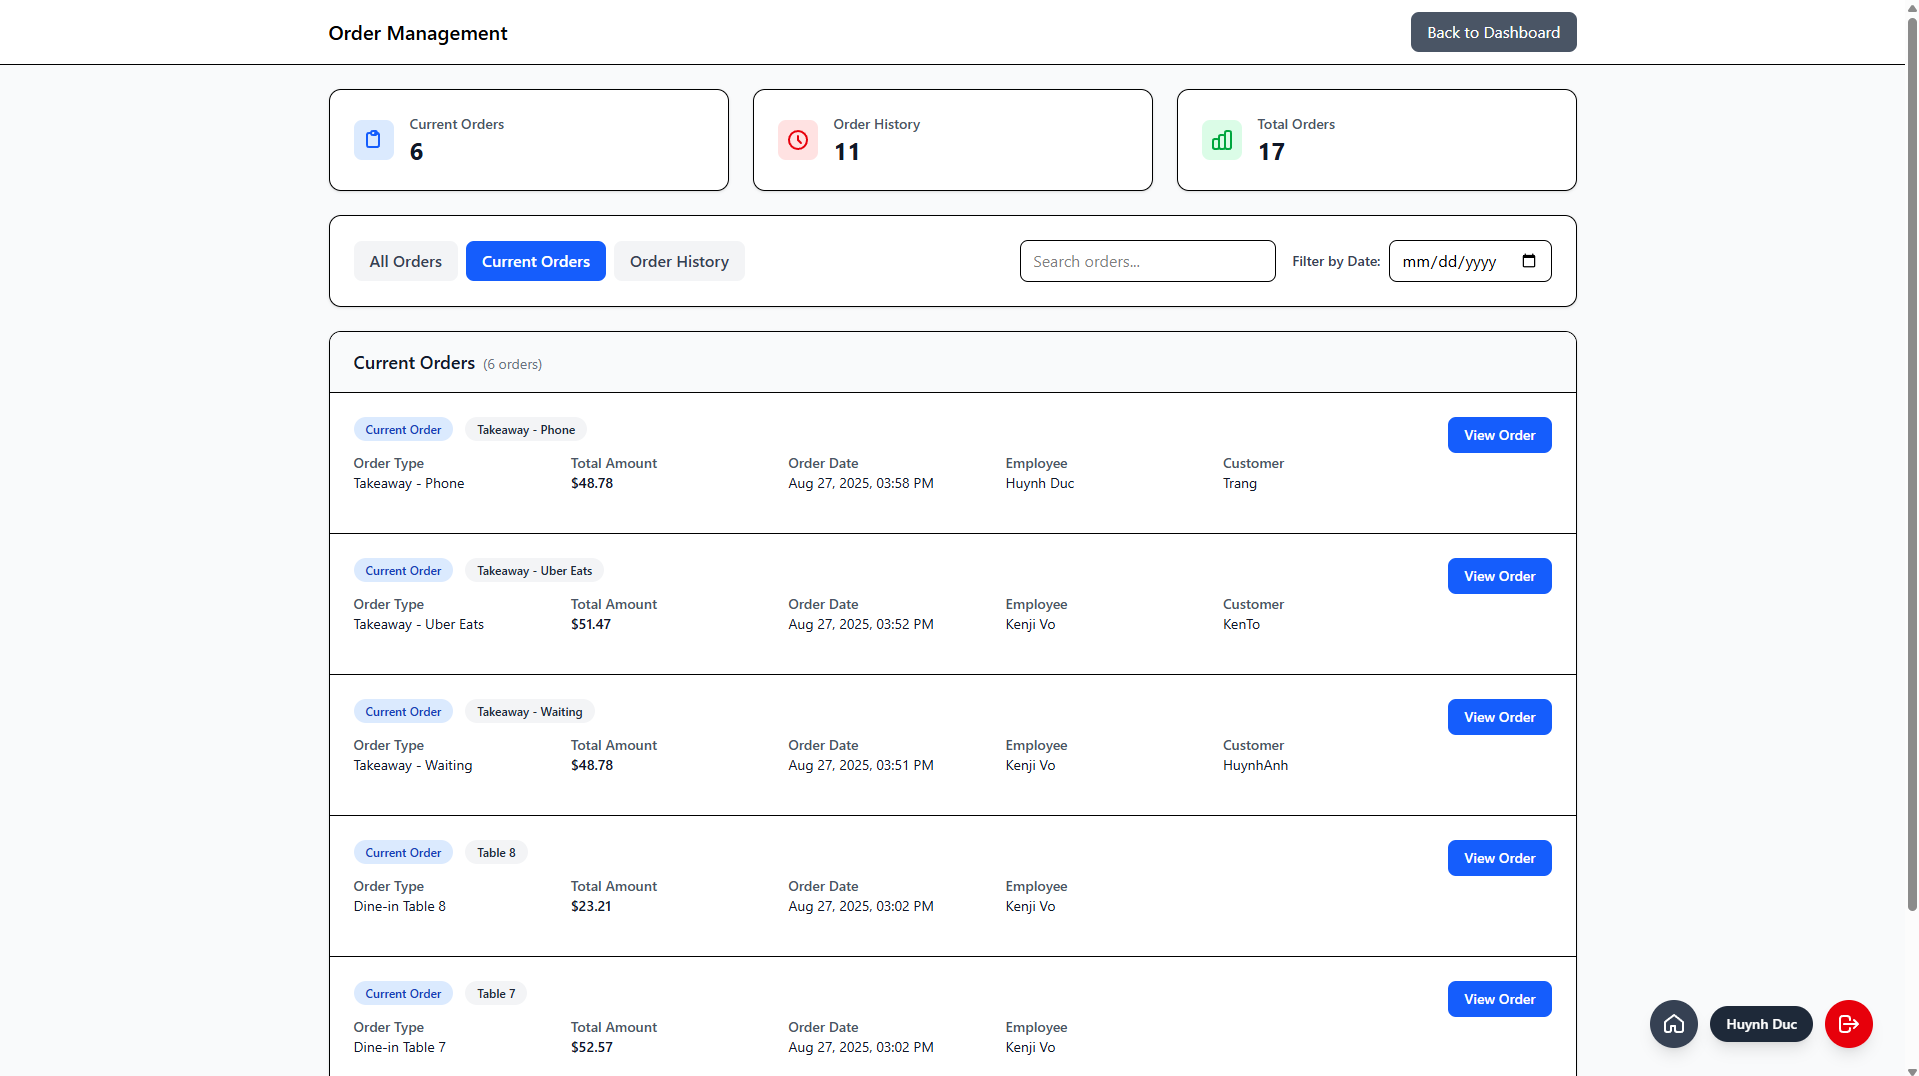 Order Management
Back to Dashboard
Current Orders
6
Order History
11
Total Orders
17
All Orders
Current Orders
Order History
Search orders...
Filter by Date:
mm/dd/yyyy
Current Orders (6 orders)
Current Order
Takeaway - Phone
View Order
Order Type
Total Amount
Order Date
Employee
Customer
Takeaway - Phone
$48.78
Aug 27, 2025, 03:58 PM
Huynh Duc
Trang
Current Order
Takeaway - Uber Eats
View Order
Order Type
Total Amount
Order Date
Employee
Customer
Takeaway - Uber Eats
$51.47
Aug 27, 2025, 03:52 PM
Kenji Vo
KenTo
Current Order
Takeaway - Waiting
View Order
Order Type
Total Amount
Order Date
Employee
Customer
Takeaway - Waiting
$48.78
Aug 27, 2025, 03:51 PM
Kenji Vo
HuynhAnh
Current Order
Table 8
View Order
Order Type
Total Amount
Order Date
Employee
Dine-in Table 8
$23.21
Aug 27, 2025, 03:02 PM
Kenji Vo
Current Order
Table 7
View Order
Order Type
Total Amount
Order Date
Employee
Dine-in Table 7
$52.57
Aug 27, 2025, 03:02 PM
Kenji Vo
Huynh Duc